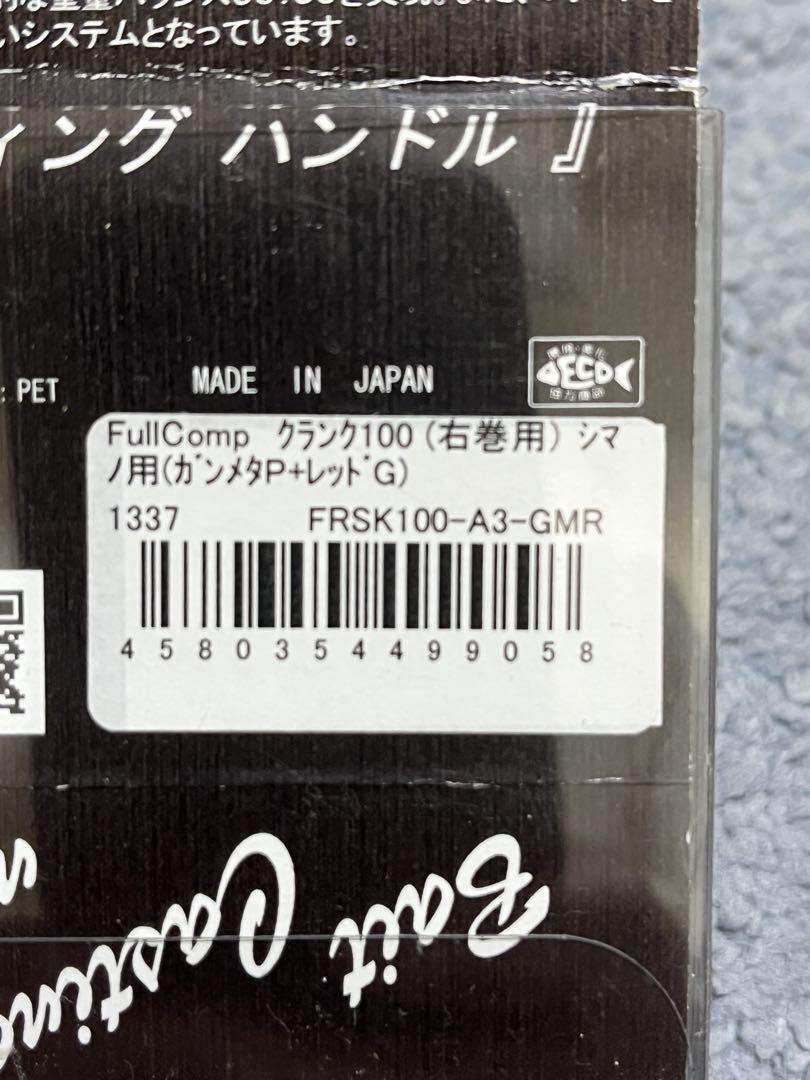 いシステムとなっています。
ィング ハンドル 』
: PET
MADE IN JAPAN
ECO
FullComp クランク100 (右巻用) シマ
ノ用(ガンメタP+レッドG)
1337 FRSK100-A3-GMR
4580354499058
Bait Casting